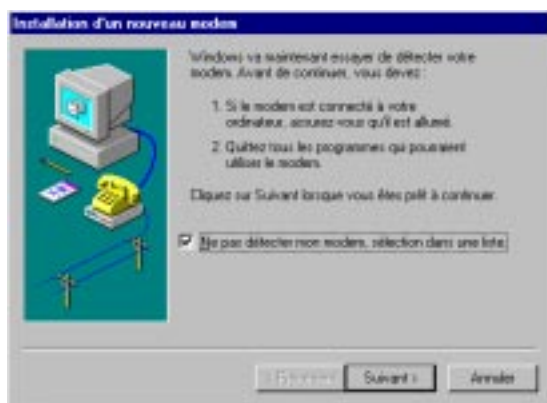 Installation d'un nouveau modem
Windows va maintenant essayer de détecter votre
modem. Avant de continuer, vous devez :
1. Si le modem est connecté à votre
ordinateur, assurez-vous qu'il est allumé.
2. Quittez tous les programmes qui pourraient
utiliser le modem.
Cliquez sur Suivant lorsque vous êtes prêt à continuer.
Ne pas détecter mon modem, sélection dans une liste.
Suivant >
Annuler